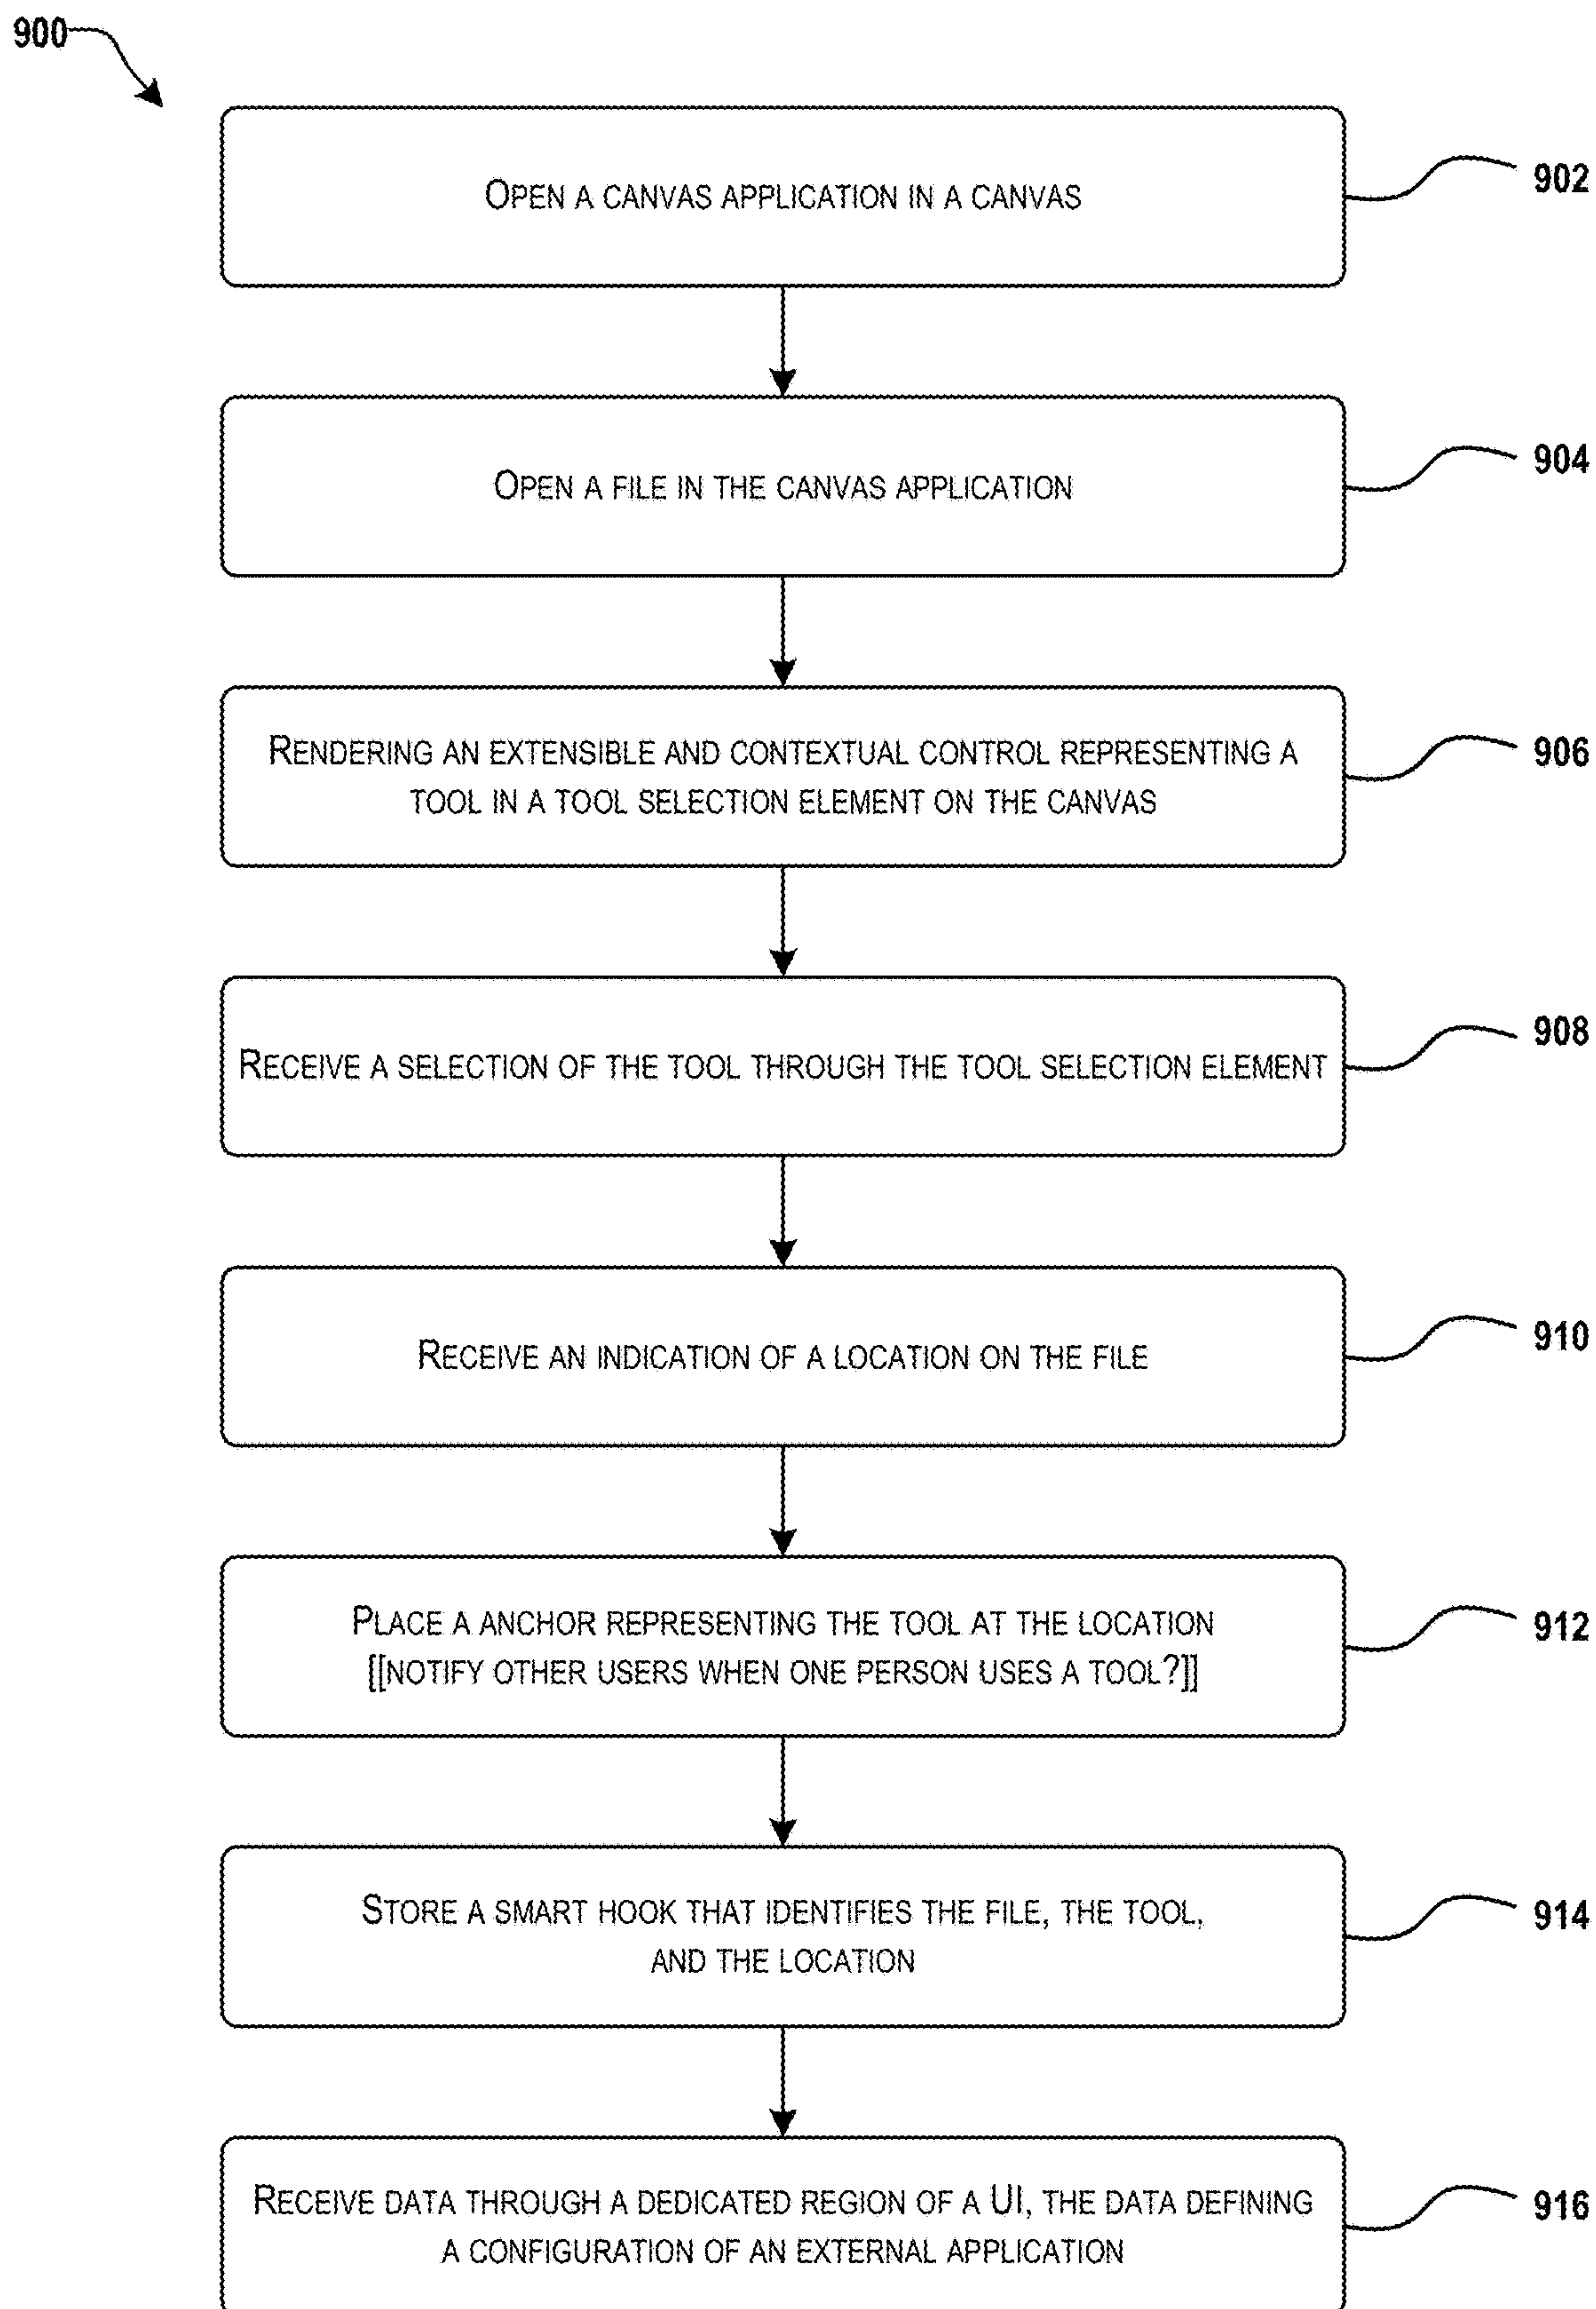 900
OPEN A CANVAS APPLICATION IN A CANVAS
902
OPEN A FILE IN THE CANVAS APPLICATION
904
RENDERING AN EXTENSIBLE AND CONTEXTUAL CONTROL REPRESENTING A
TOOL IN A TOOL SELECTION ELEMENT ON THE CANVAS
906
RECEIVE A SELECTION OF THE TOOL THROUGH THE TOOL SELECTION ELEMENT
908
RECEIVE AN INDICATION OF A LOCATION ON THE FILE
910
PLACE A ANCHOR REPRESENTING THE TOOL AT THE LOCATION
[[NOTIFY OTHER USERS WHEN ONE PERSON USES A TOOL?]]
912
STORE A SMART HOOK THAT IDENTIFIES THE FILE, THE TOOL,
AND THE LOCATION
914
RECEIVE DATA THROUGH A DEDICATED REGION OF A UI, THE DATA DEFINING
A CONFIGURATION OF AN EXTERNAL APPLICATION
916